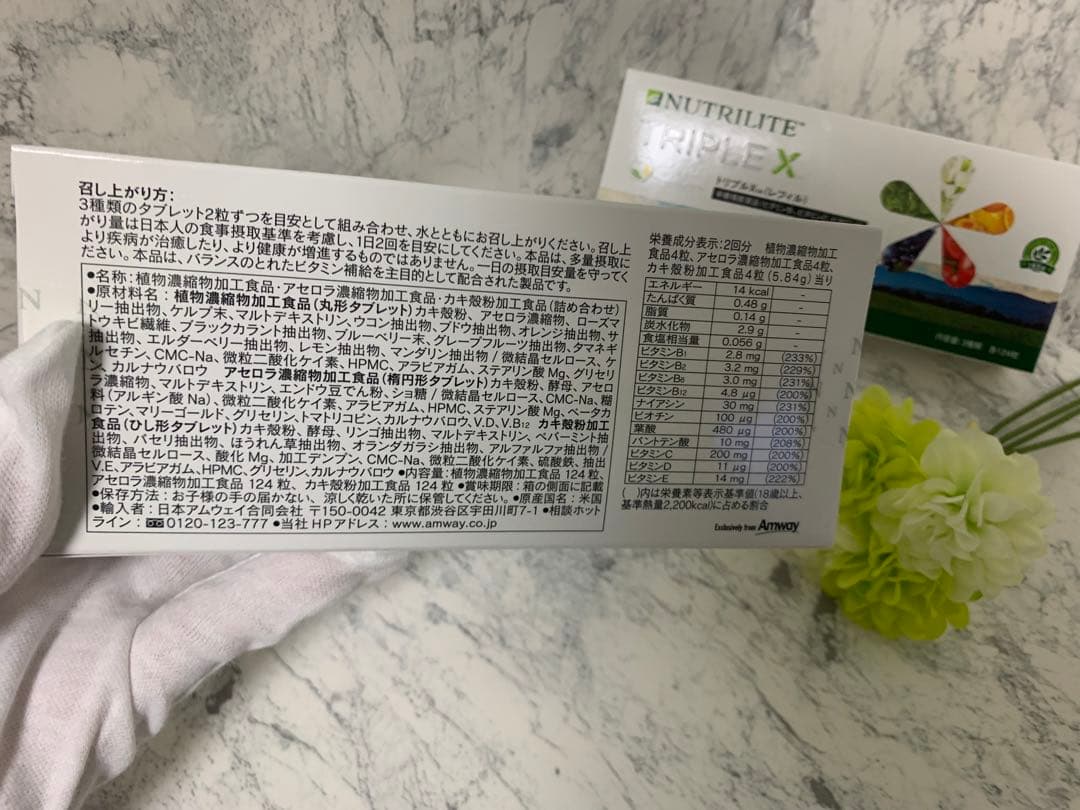 召し上がり方：
3種類のタブレット2粒ずつを目安として組み合わせ、水とともにお召し上がりください。召し上
がり量は日本人の食事摂取基準を考慮し、1日2回を目安にしてください。本品は、多量摂取に
より疾病が治癒したり、より健康が増進するものではありません。一日の摂取目安量を守ってく
ださい。本品は、バランスのとれたビタミン補給を主目的として配合された製品です。
●名称：植物濃縮物加工食品・アセロラ濃縮物加工食品・カキ殻粉加工食品（詰め合わせ）
●原材料名：植物濃縮物加工食品（丸形タブレット）カキ殻粉、アセロラ濃縮物、ローズマ
リー抽出物、ケルプ末、マルトデキストリン、ウコン抽出物、ブドウ抽出物、オレンジ抽出物、サ
トウキビ繊維、ブラックカラント抽出物、ブルーベリー末、グレープフルーツ抽出物、タマネギ
抽出物、エルダーベリー抽出物、レモン抽出物、マンダリン抽出物／微結晶セルロース、ケ
ルセチン、CMC-Na、微粒二酸化ケイ素、HPMC、アラビアガム、ステアリン酸Mg、グリセリ
ン、カルナウバロウ　アセロラ濃縮物加工食品（楕円形タブレット）カキ殻粉、酵母、アセロ
ラ濃縮物、マルトデキストリン、エンドウ豆でん粉、ショ糖／微結晶セルロース、CMC-Na、糊
料（アルギン酸Na）、微粒二酸化ケイ素、アラビアガム、HPMC、ステアリン酸Mg、ベータカ
ロテン、マリーゴールド、グリセリン、トマトリコピン、カルナウバロウ、V.D、V.B12　カキ殻粉加工
食品（ひし形タブレット）カキ殻粉、酵母、リンゴ抽出物、マルトデキストリン、ペパーミント抽
出物、パセリ抽出物、ほうれん草抽出物、オランダガラシ抽出物、アルファルファ抽出物／
微結晶セルロース、酸化Mg、加工デンプン、CMC-Na、微粒二酸化ケイ素、硫酸鉄、抽出
V.E、アラビアガム、HPMC、グリセリン、カルナウバロウ ●内容量：植物濃縮物加工食品 124粒、
アセロラ濃縮物加工食品 124粒、カキ殻粉加工食品 124粒 ●賞味期限：箱の側面に記載
●保存方法：お子様の手の届かない、涼しく乾いた所に保管してください。●原産国名：米国
●輸入者：日本アムウェイ合同会社 〒150-0042 東京都渋谷区宇田川町7-1 ●相談ホット
ライン：0120-123-777 ●当社HPアドレス：www.amway.co.jp
栄養成分表示：2回分　植物濃縮物加工
食品4粒、アセロラ濃縮物加工食品4粒、
カキ殻粉加工食品4粒（5.84g）当り
エネルギー 14 kcal -
たんぱく質 0.48 g -
脂質 0.14 g -
炭水化物 2.9 g -
食塩相当量 0.056 g -
ビタミンB1 2.8 mg (233%)
ビタミンB2 3.2 mg (229%)
ビタミンB6 3.0 mg (231%)
ビタミンB12 4.8 μg (200%)
ナイアシン 30 mg (231%)
ビオチン 100 μg (200%)
葉酸 480 μg (200%)
パントテン酸 10 mg (208%)
ビタミンC 200 mg (200%)
ビタミンD 11 μg (200%)
ビタミンE 14 mg (222%)
（　）内は栄養素等表示基準値（18歳以上、
基準熱量2,200kcal）に占める割合
Exclusively from Amway
NUTRILITE
TRIPLE X
トリプルX（レフィル）